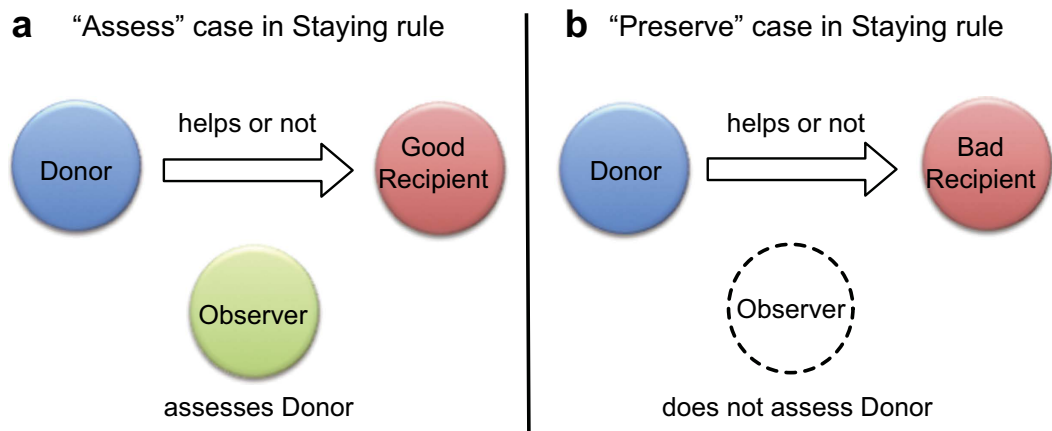 a “Assess” case in Staying rule
Donor
helps or not
Good
Recipient
Observer
assesses Donor
b “Preserve” case in Staying rule
Donor
helps or not
Bad
Recipient
Observer
does not assess Donor